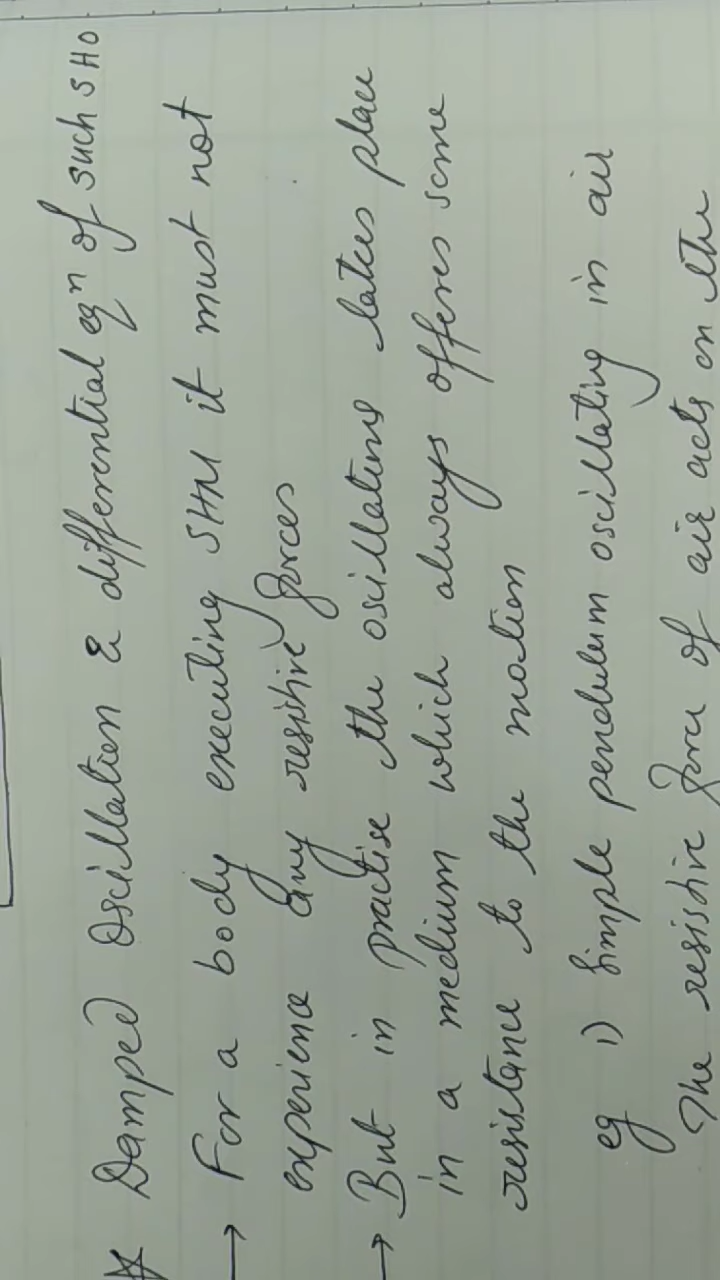 * Damped Oscillation & differential eqⁿ of such SHO
→ For a body executing SHM it must not
experience any resistive forces
→ But in practise the oscillations takes place
in a medium which always offeres some
resistance to the motion
eg 1) Simple pendulum oscillating in air
The resistive force of air acts on the